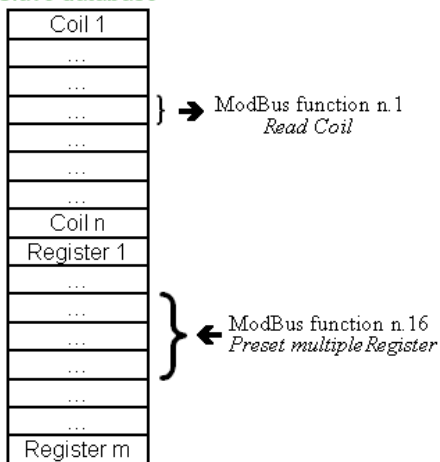 Coil 1
...
...
...
ModBus function n.1
Read Coil
...
...
...
Coil n
Register 1
...
...
...
ModBus function n.16
Preset multiple Register
...
...
...
Register m